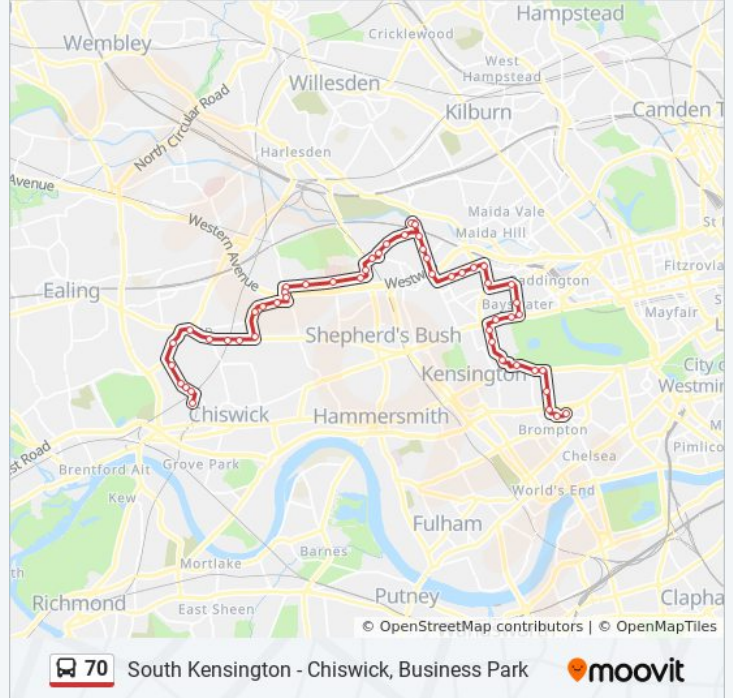 Hampstead
Cricklewood
Wembley
West
Hampstead
Willesden
Kilburn
Camden T
North Circular Road
Harlesden
Avenue
Maida Vale
St
Maida Hill
Western Avenue
Fitzrovia
addington
Westw
Ealing
Bayswater
Mayfair
L
Shepherd's Bush
City o
Kensington
Westmin
Chiswick
Hammersmith
M
Brompton
Pimlico
st Road
Chelsea
Grove Park
Brentford Ait
World's End
Kew
Fulham
Barnes
Mortlake
th
Richmond
Putney
Clapha
East Sheen
© OpenStreetMap contributors | © OpenMapTiles
70 South Kensington - Chiswick, Business Park moovit